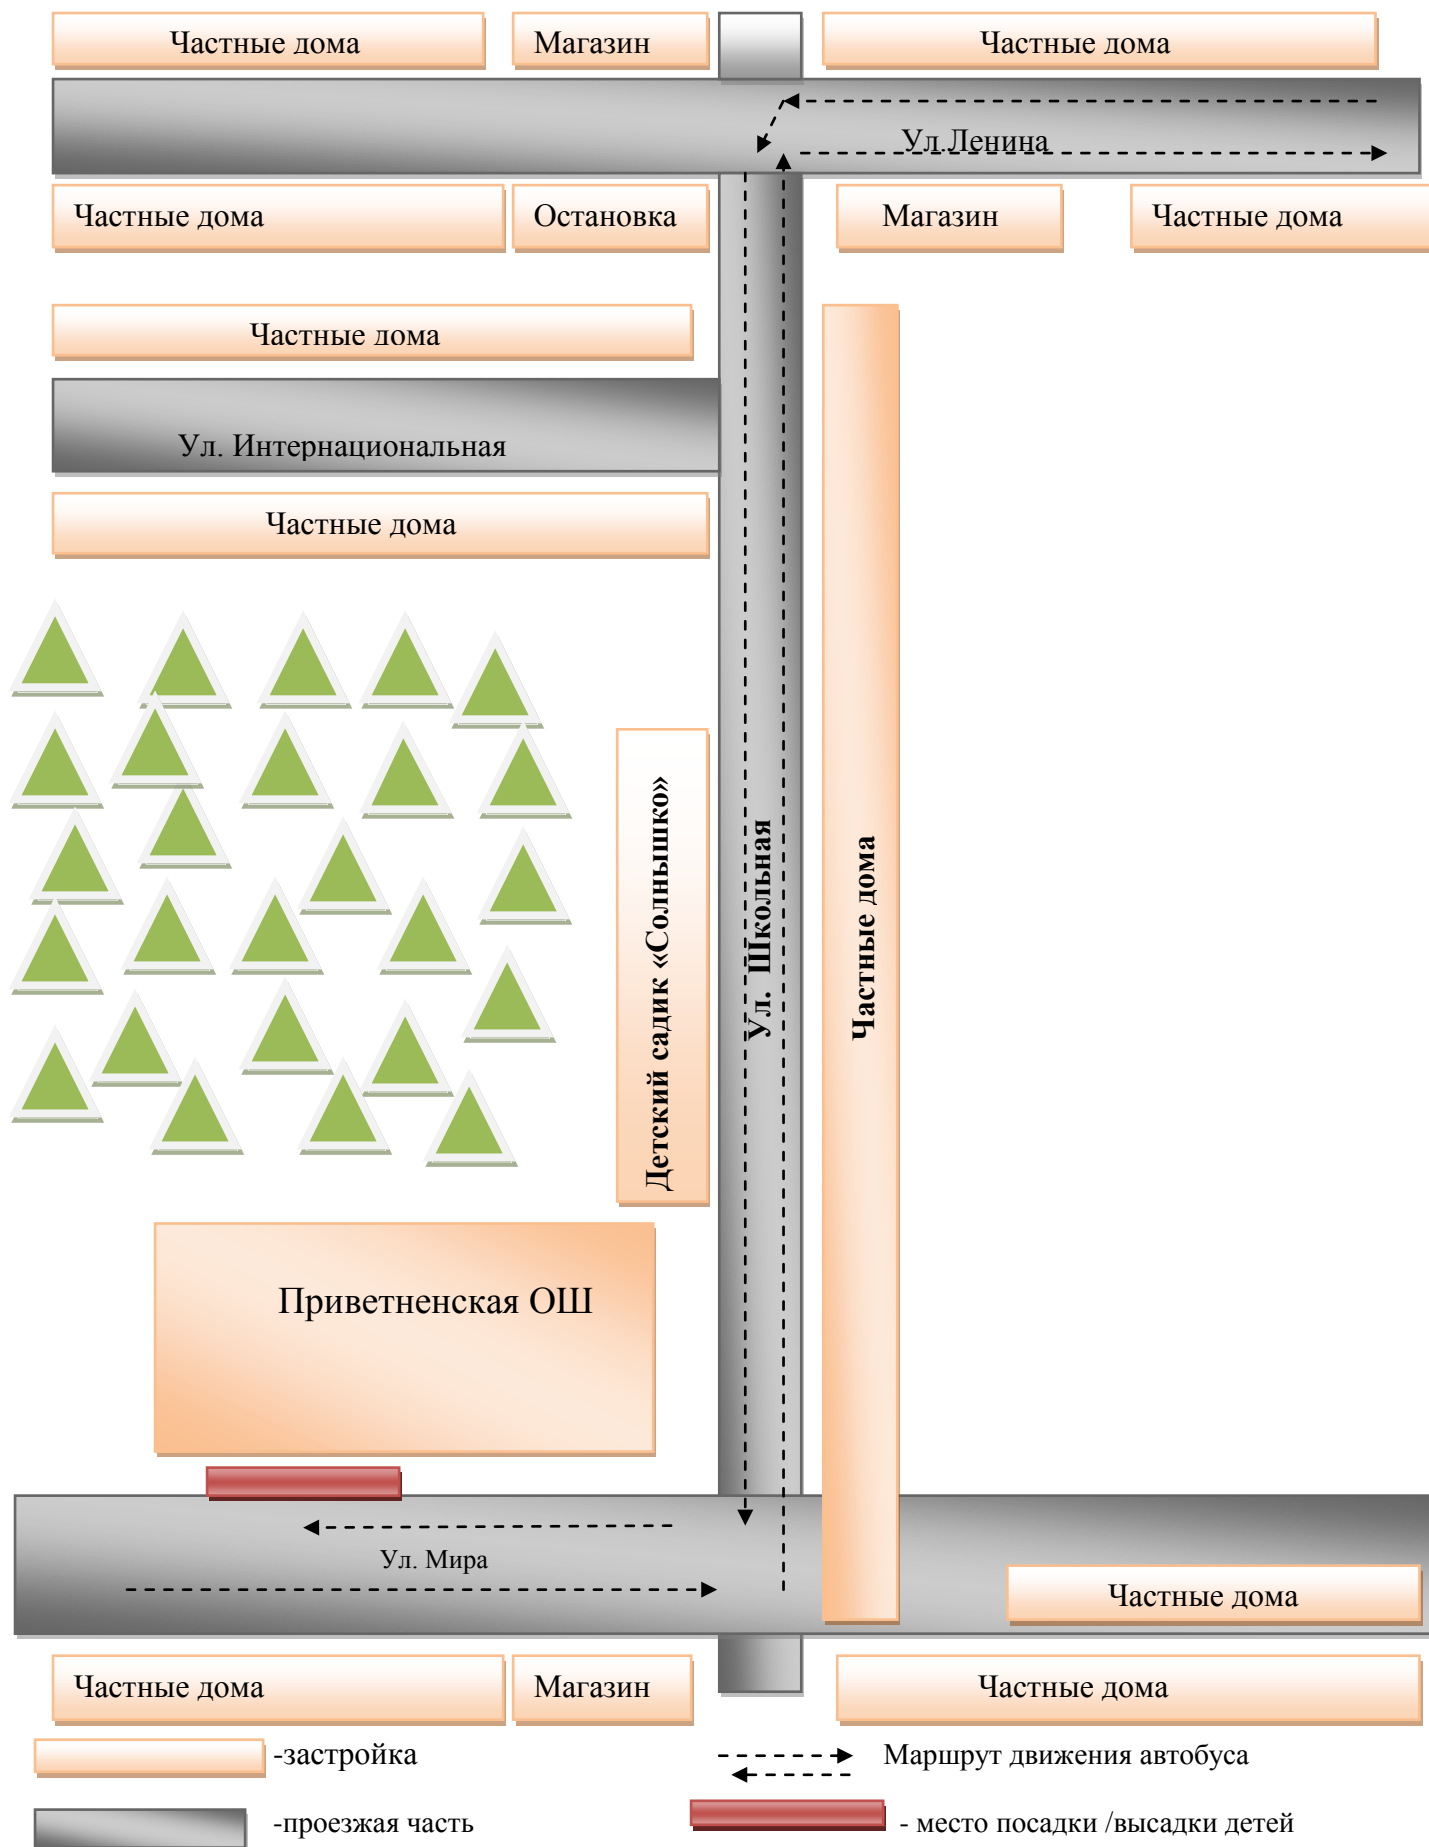 Частные дома
Магазин
Частные дома
Ул.Ленина
Частные дома
Остановка
Магазин
Частные дома
Частные дома
Ул. Интернациональная
Частные дома
Детский садик «Солнышко»
Ул. Школьная
Частные дома
Приветненская ОШ
Ул. Мира
Частные дома
Частные дома
Магазин
Частные дома
-застройка
Маршрут движения автобуса
-проезжая часть
- место посадки /высадки детей